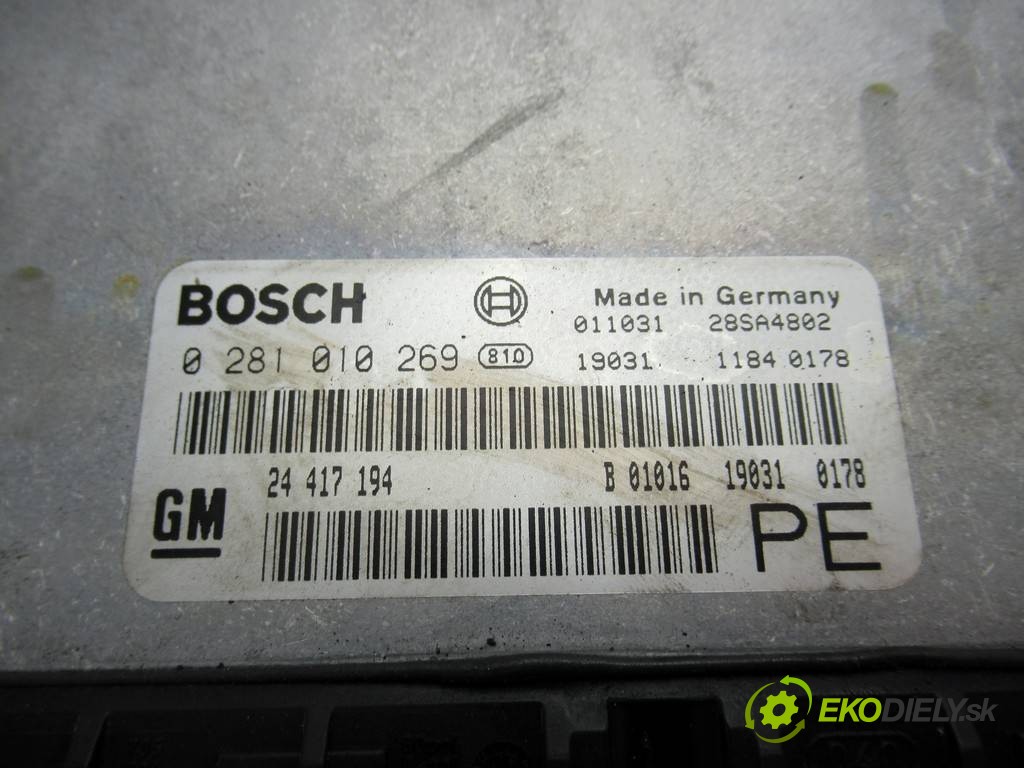 BOSCH
Made in Germany
011031 28SA4802
0 281 010 269 810
19031 1184 0178
24 417 194
B 01016 19031 0178
GM
PE
EKODIELY.sk